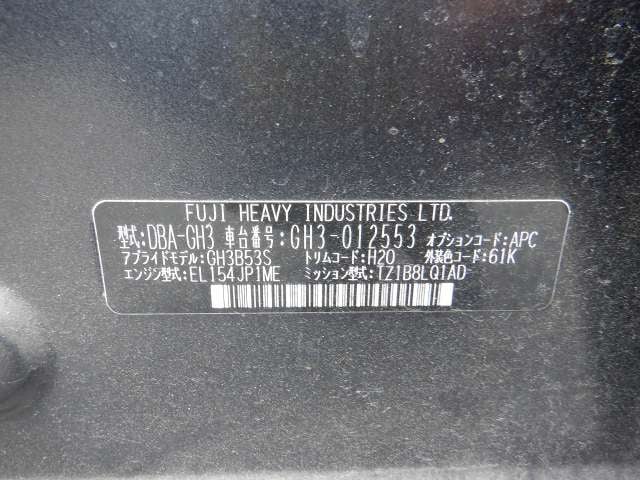 FUJI HEAVY INDUSTRIES LTD.
型式:DBA-GH3 車台番号:GH3-012553 オプションコード:APC
アプライドモデル:GH3B53S トリムコード:H20 外装色コード:61K
エンジン型式:EL154JP1ME ミッション型式:TZ1B8LQ1AD